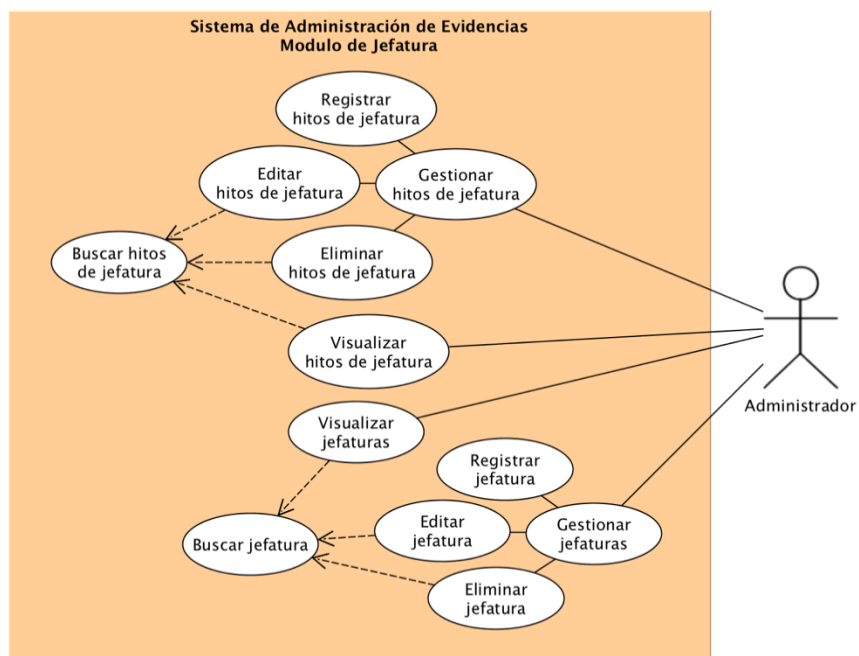 Sistema de Administración de Evidencias
Modulo de Jefatura
Registrar
hitos de jefatura
Editar
hitos de jefatura
Gestionar
hitos de jefatura
Buscar hitos
de jefatura
Eliminar
hitos de jefatura
Visualizar
hitos de jefatura
Administrador
Visualizar
jefaturas
Registrar
jefatura
Buscar jefatura
Editar
jefatura
Gestionar
jefaturas
Eliminar
jefatura